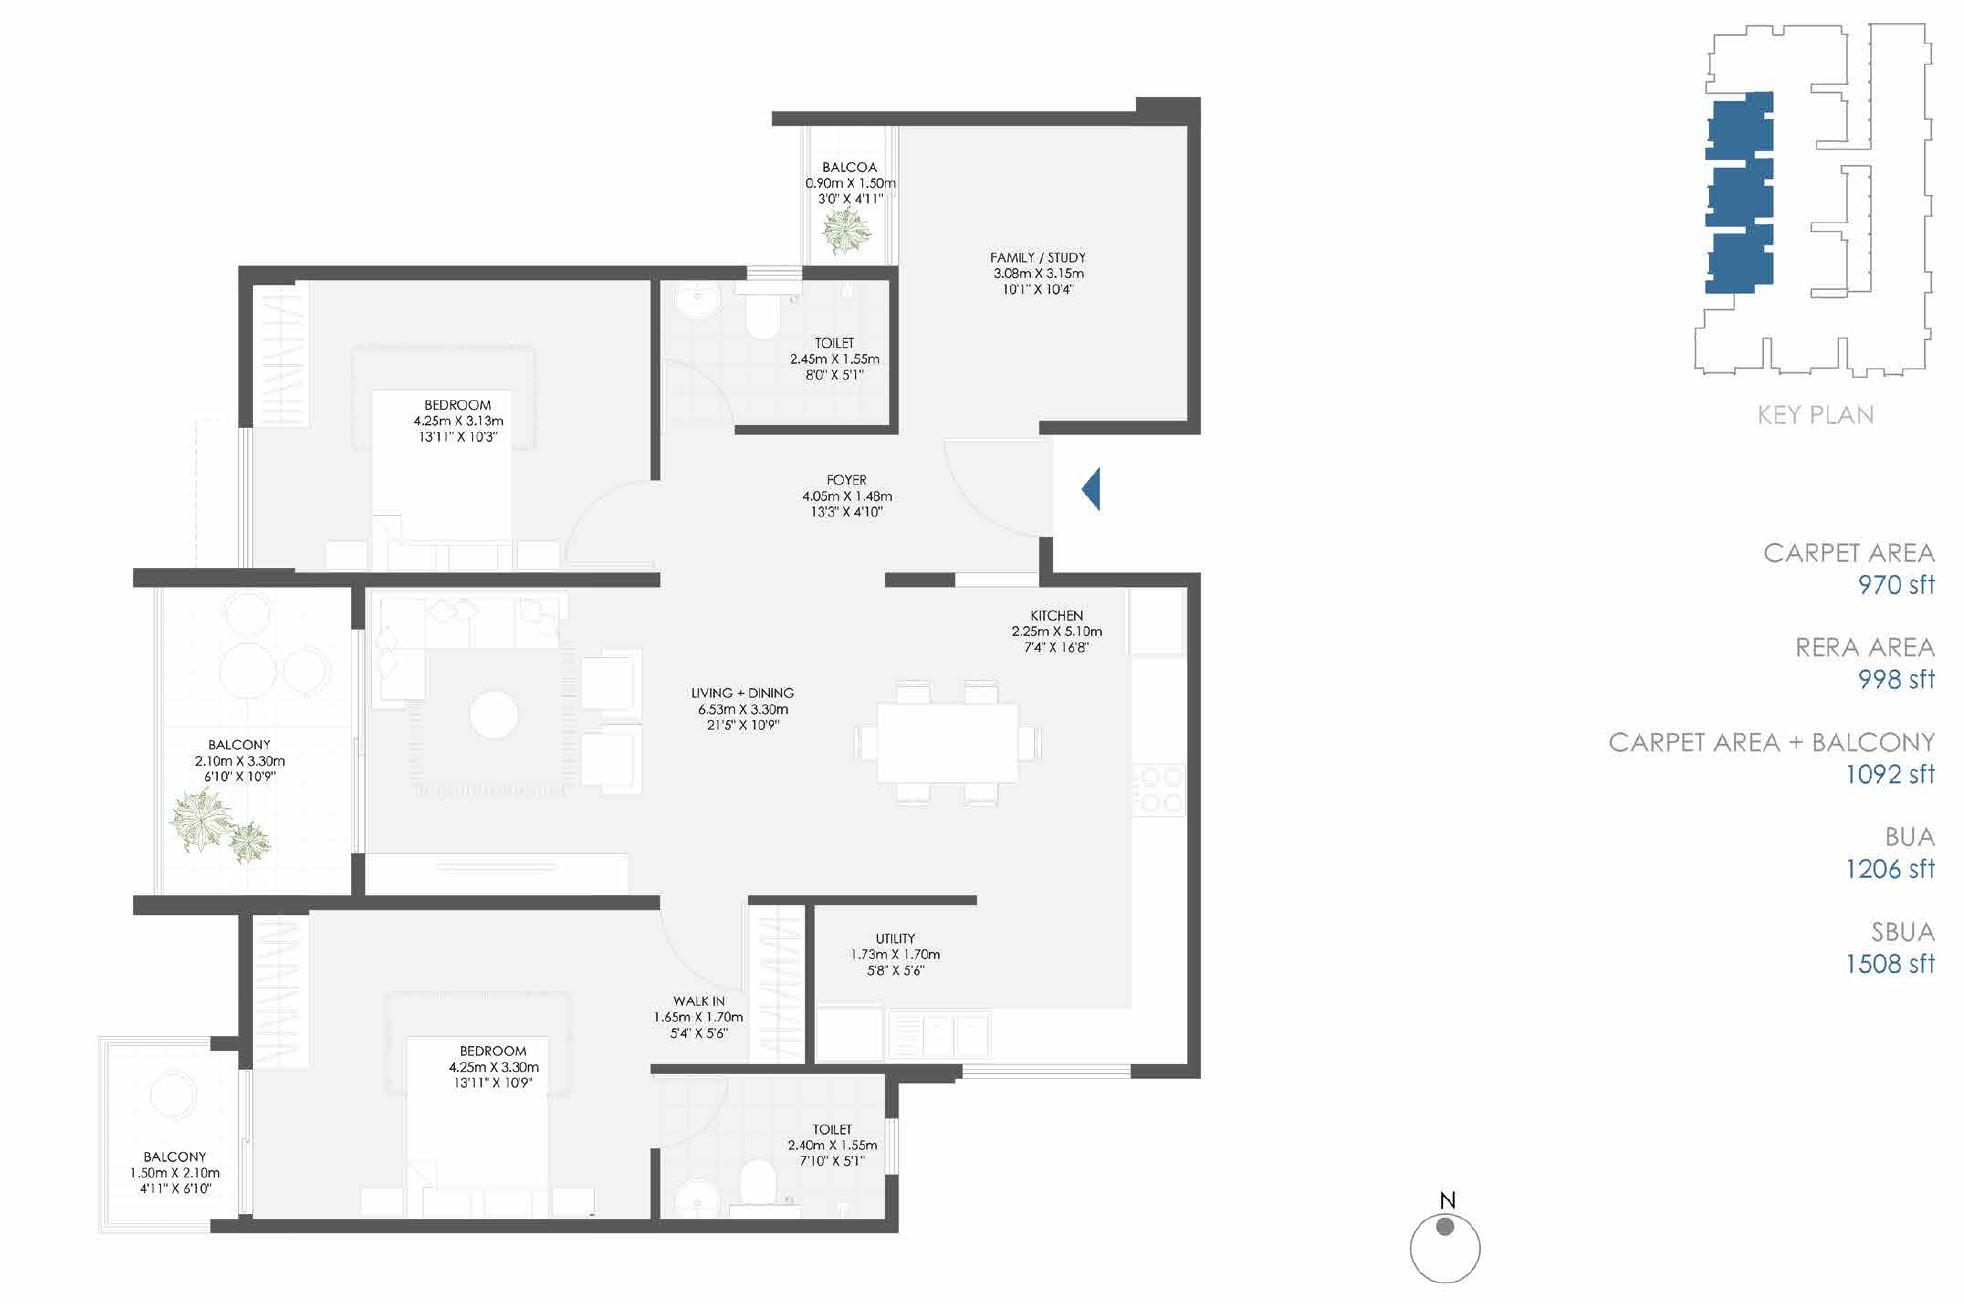 BALCOA
0.90m X 1.50m
3'0" X 4'11"
FAMILY / STUDY
3.08m X 3.15m
10'1" X 10'4"
TOILET
2.45m X 1.55m
8'0" X 5'1"
BEDROOM
4.25m X 3.13m
13'11" X 10'3"
FOYER
4.05m X 1.48m
13'3" X 4'10"
KITCHEN
2.25m X 5.10m
7'4" X 16'8"
LIVING + DINING
6.53m X 3.30m
21'5" X 10'9"
BALCONY
2.10m X 3.30m
6'10" X 10'9"
UTILITY
1.73m X 1.70m
5'8" X 5'6"
WALK IN
1.65m X 1.70m
5'4" X 5'6"
BEDROOM
4.25m X 3.30m
13'11" X 10'9"
TOILET
2.40m X 1.55m
7'10" X 5'1"
BALCONY
1.50m X 2.10m
4'11" X 6'10"
KEY PLAN
CARPET AREA
970 sft
RERA AREA
998 sft
CARPET AREA + BALCONY
1092 sft
BUA
1206 sft
SBUA
1508 sft
N